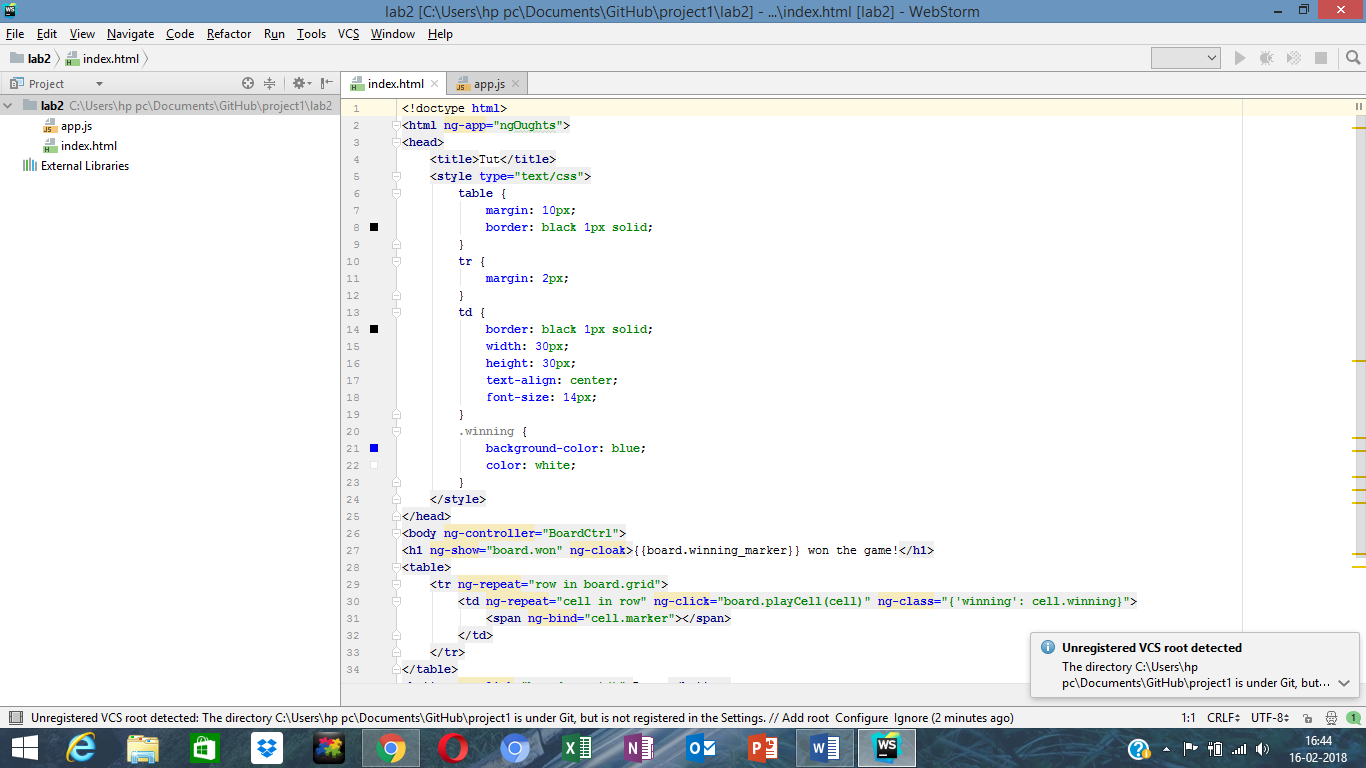 lab2 [C:\Users\hp pc\Documents\GitHub\project1\lab2] - ...\index.html [lab2] - WebStorm
File Edit View Navigate Code Refactor Run Tools VCS Window Help
lab2 index.html
Project
index.html app.js
lab2 C:\Users\hp pc\Documents\GitHub\project1\lab2
app.js
index.html
External Libraries
1 <!doctype html>
2 <html ng-app="ngOughts">
3 <head>
4 <title>Tut</title>
5 <style type="text/css">
6 table {
7 margin: 10px;
8 border: black 1px solid;
9 }
10 tr {
11 margin: 2px;
12 }
13 td {
14 border: black 1px solid;
15 width: 30px;
16 height: 30px;
17 text-align: center;
18 font-size: 14px;
19 }
20 .winning {
21 background-color: blue;
22 color: white;
23 }
24 </style>
25 </head>
26 <body ng-controller="BoardCtrl">
27 <h1 ng-show="board.won" ng-cloak>{{board.winning_marker}} won the game!</h1>
28 <table>
29 <tr ng-repeat="row in board.grid">
30 <td ng-repeat="cell in row" ng-click="board.playCell(cell)" ng-class="{'winning': cell.winning}">
31 <span ng-bind="cell.marker"></span>
32 </td>
33 </tr>
34 </table>
Unregistered VCS root detected
The directory C:\Users\hp
pc\Documents\GitHub\project1 is under Git, but...
Unregistered VCS root detected: The directory C:\Users\hp pc\Documents\GitHub\project1 is under Git, but is not registered in the Settings. // Add root Configure Ignore (2 minutes ago)
1:1 CRLF UTF-8 1
16:44
16-02-2018